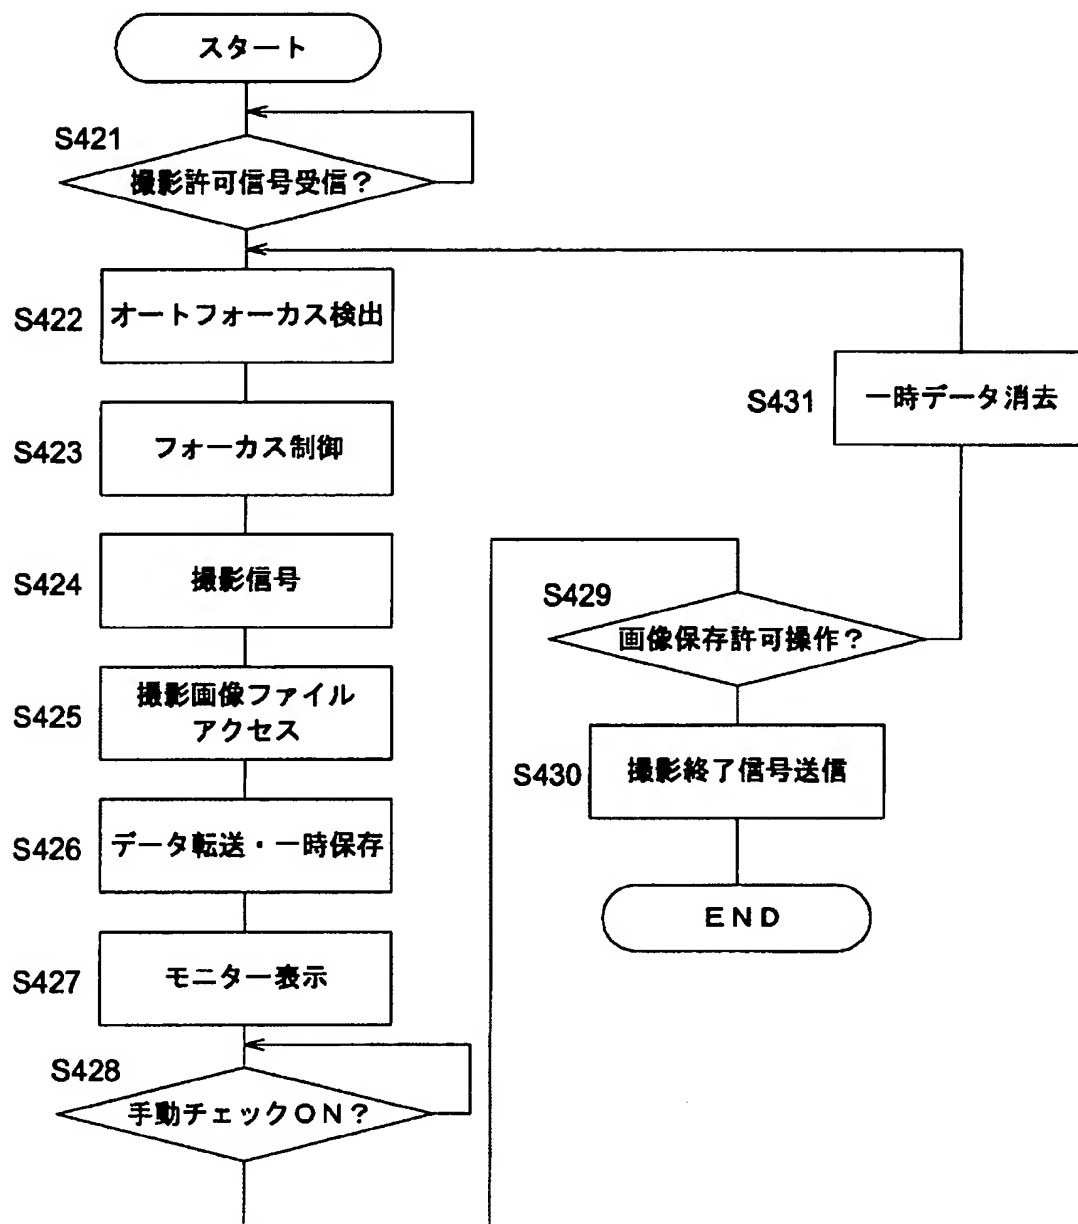 スタート
S421
撮影許可信号受信？
S422
オートフォーカス検出
S423
フォーカス制御
S424
撮影信号
S425
撮影画像ファイル
アクセス
S426
データ転送・一時保存
S427
モニター表示
S428
手動チェックＯＮ？
S429
画像保存許可操作？
S430
撮影終了信号送信
ＥＮＤ
S431
一時データ消去